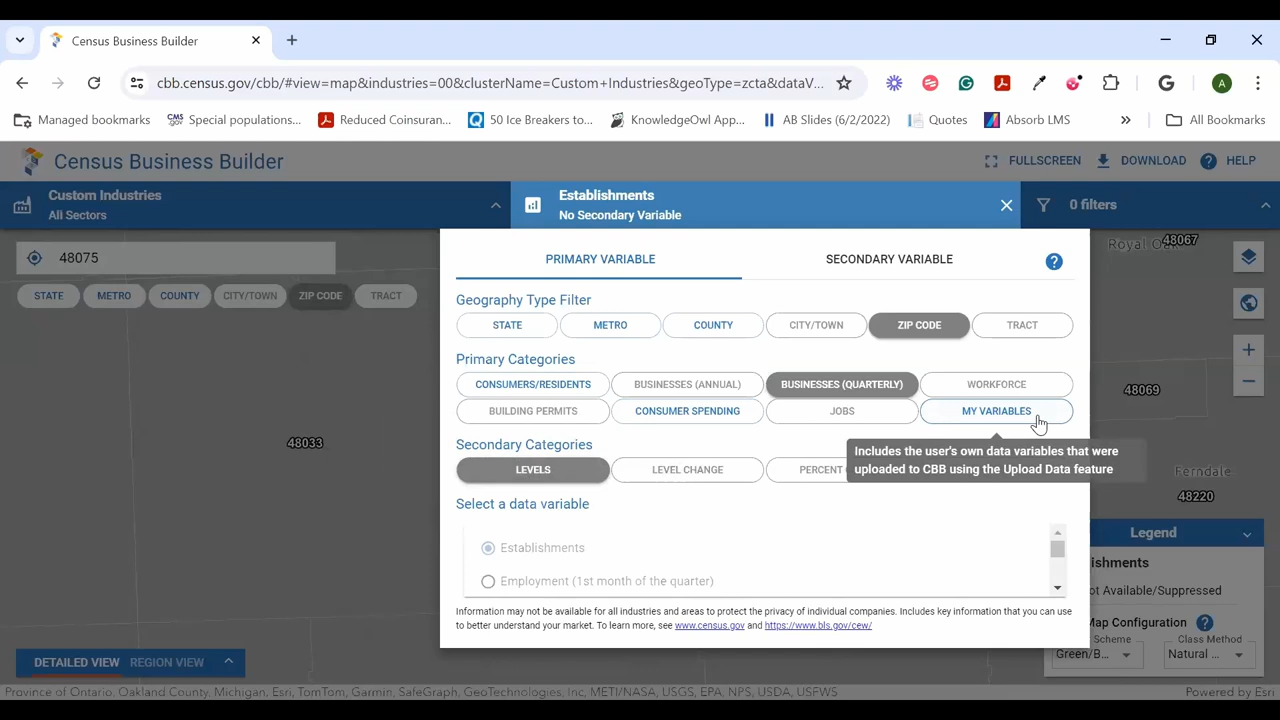 Census Business Builder
cbb.census.gov/cbb/#view=map&industries=00&clusterName=Custom+Industries&geoType=zcta&dataV...
A
Managed bookmarks
Special populations...
Reduced Coinsuran...
50 Ice Breakers to...
KnowledgeOwl App...
AB Slides (6/2/2022)
Quotes
Absorb LMS
All Bookmarks
Census Business Builder
FULLSCREEN
DOWNLOAD
HELP
Custom Industries
All Sectors
Establishments
No Secondary Variable
0 filters
48075
STATE
METRO
COUNTY
CITY/TOWN
ZIP CODE
TRACT
PRIMARY VARIABLE
SECONDARY VARIABLE
Geography Type Filter
STATE
METRO
COUNTY
CITY/TOWN
ZIP CODE
TRACT
Primary Categories
CONSUMERS/RESIDENTS
BUSINESSES (ANNUAL)
BUSINESSES (QUARTERLY)
WORKFORCE
BUILDING PERMITS
CONSUMER SPENDING
JOBS
MY VARIABLES
Includes the user's own data variables that were
uploaded to CBB using the Upload Data feature
Secondary Categories
LEVELS
LEVEL CHANGE
PERCENT
Select a data variable
Establishments
Employment (1st month of the quarter)
Information may not be available for all industries and areas to protect the privacy of individual companies. Includes key information that you can use
to better understand your market. To learn more, see www.census.gov and https://www.bls.gov/cew/
Royal Oak
48067
48069
48033
Ferndale
48220
Legend
ishments
ot Available/Suppressed
Map Configuration
Scheme
Green/B...
Class Method
Natural ...
DETAILED VIEW
REGION VIEW
Province of Ontario, Oakland County, Michigan, Esri, TomTom, Garmin, SafeGraph, GeoTechnologies, Inc, METI/NASA, USGS, EPA, NPS, USDA, USFWS
Powered by Esri